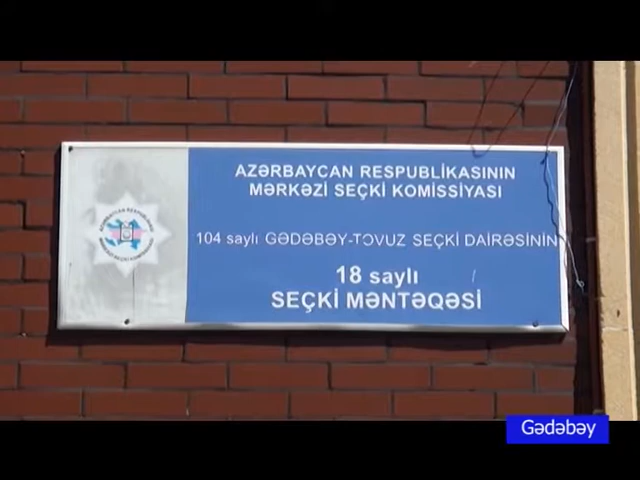 AZƏRBAYCAN RESPUBLİKASININ
MƏRKƏZİ SEÇKİ KOMİSSİYASI
104 saylı GƏDƏBƏY-TOVUZ SEÇKİ DAİRƏSİNİN
18 saylı
SEÇKİ MƏNTƏQƏSİ
Gədəbəy